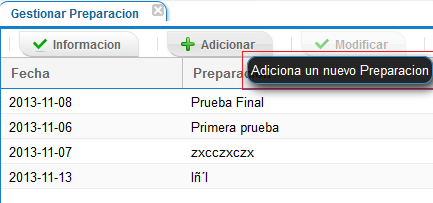 Gestionar Preparacion
Informacion Adicionar Modificar
Fecha Preparac
Adiciona un nuevo Preparacion
2013-11-08 Prueba Final
2013-11-06 Primera prueba
2013-11-07 zxcczxczx
2013-11-13 lñ´l